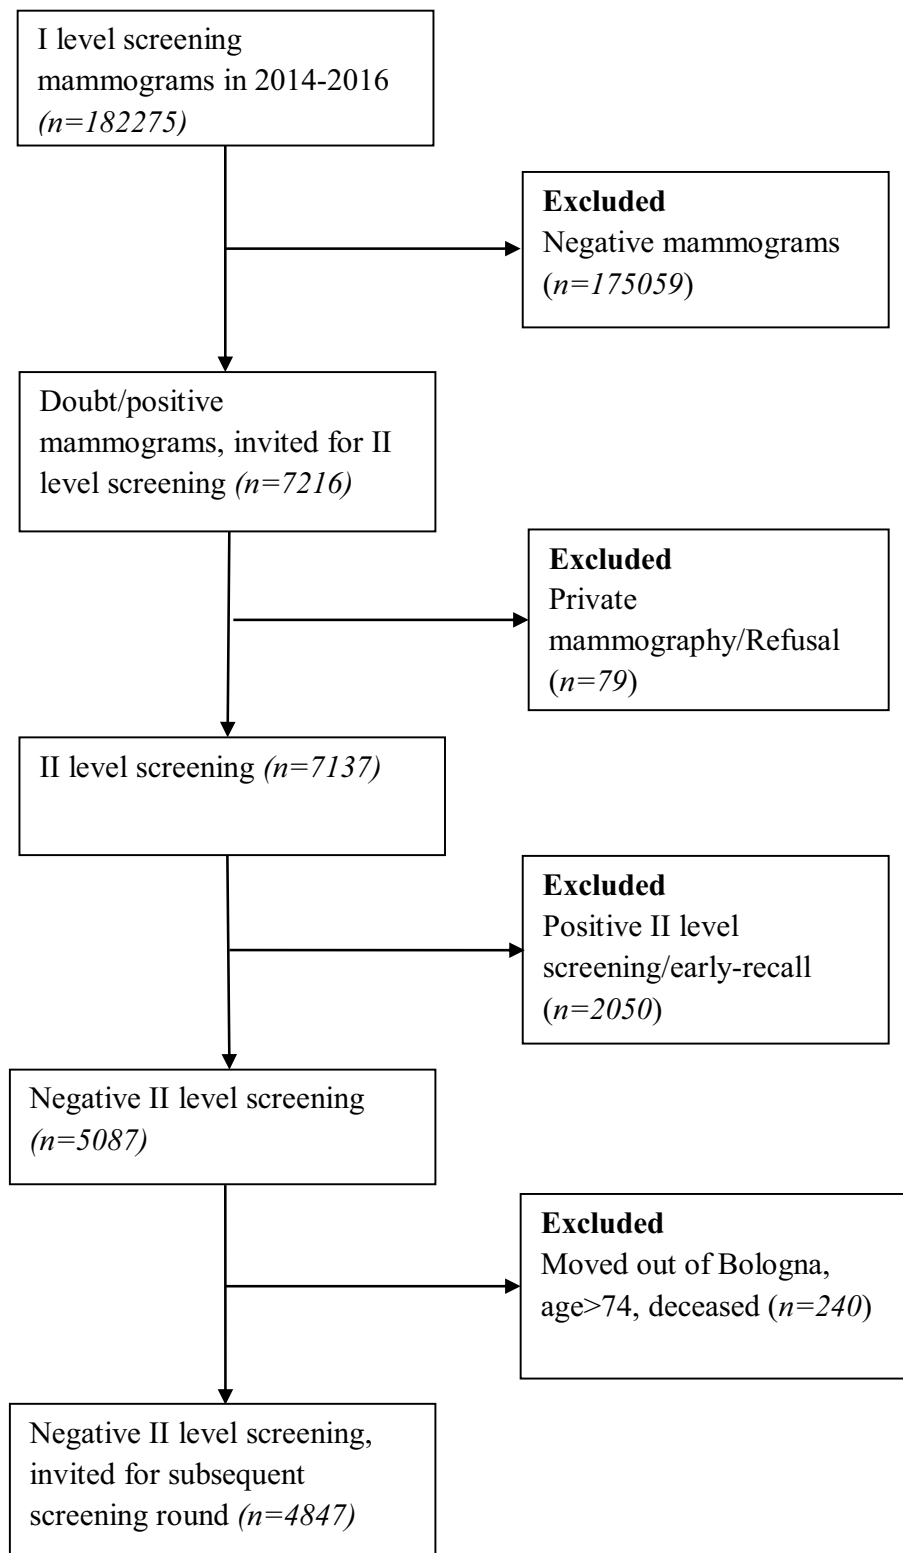 I level screening
mammograms in 2014-2016
(n=182275)
Excluded
Negative mammograms
(n=175059)
Doubt/positive
mammograms, invited for II
level screening (n=7216)
Excluded
Private
mammography/Refusal
(n=79)
II level screening (n=7137)
Excluded
Positive II level
screening/early-recall
(n=2050)
Negative II level screening
(n=5087)
Excluded
Moved out of Bologna,
age>74, deceased (n=240)
Negative II level screening,
invited for subsequent
screening round (n=4847)